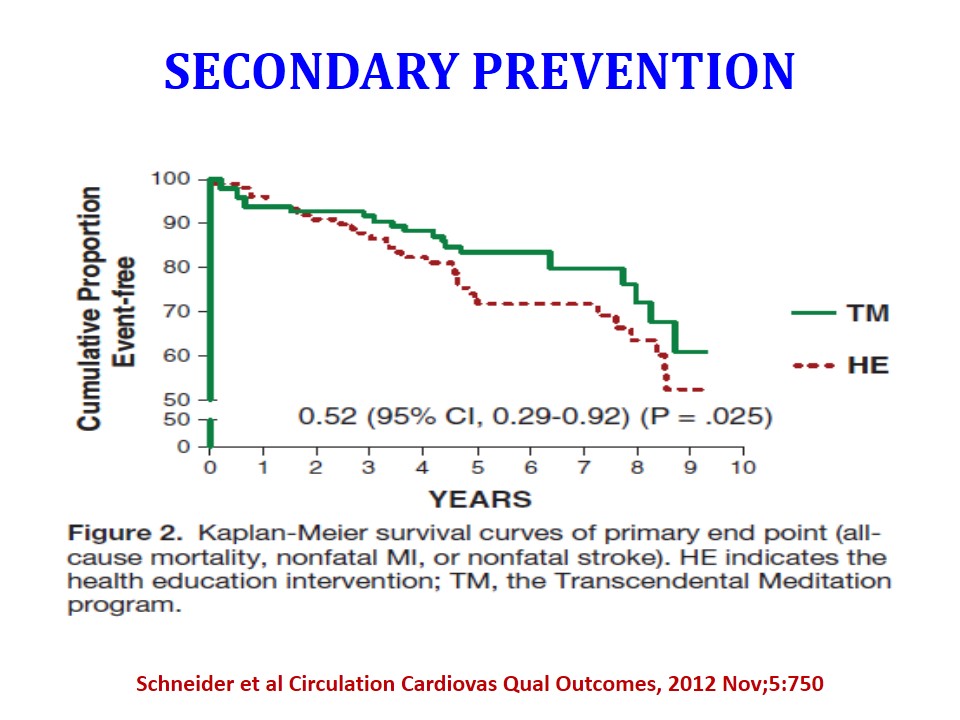 SECONDARY PREVENTION
Cumulative Proportion
Event-free
100
90
80
70
60
50
50
0
TM
HE
0.52 (95% CI, 0.29-0.92) (P = .025)
0 1 2 3 4 5 6 7 8 9 10
YEARS
Figure 2. Kaplan-Meier survival curves of primary end point (all-
cause mortality, nonfatal MI, or nonfatal stroke). HE indicates the
health education intervention; TM, the Transcendental Meditation
program.
Schneider et al Circulation Cardiovas Qual Outcomes, 2012 Nov;5:750